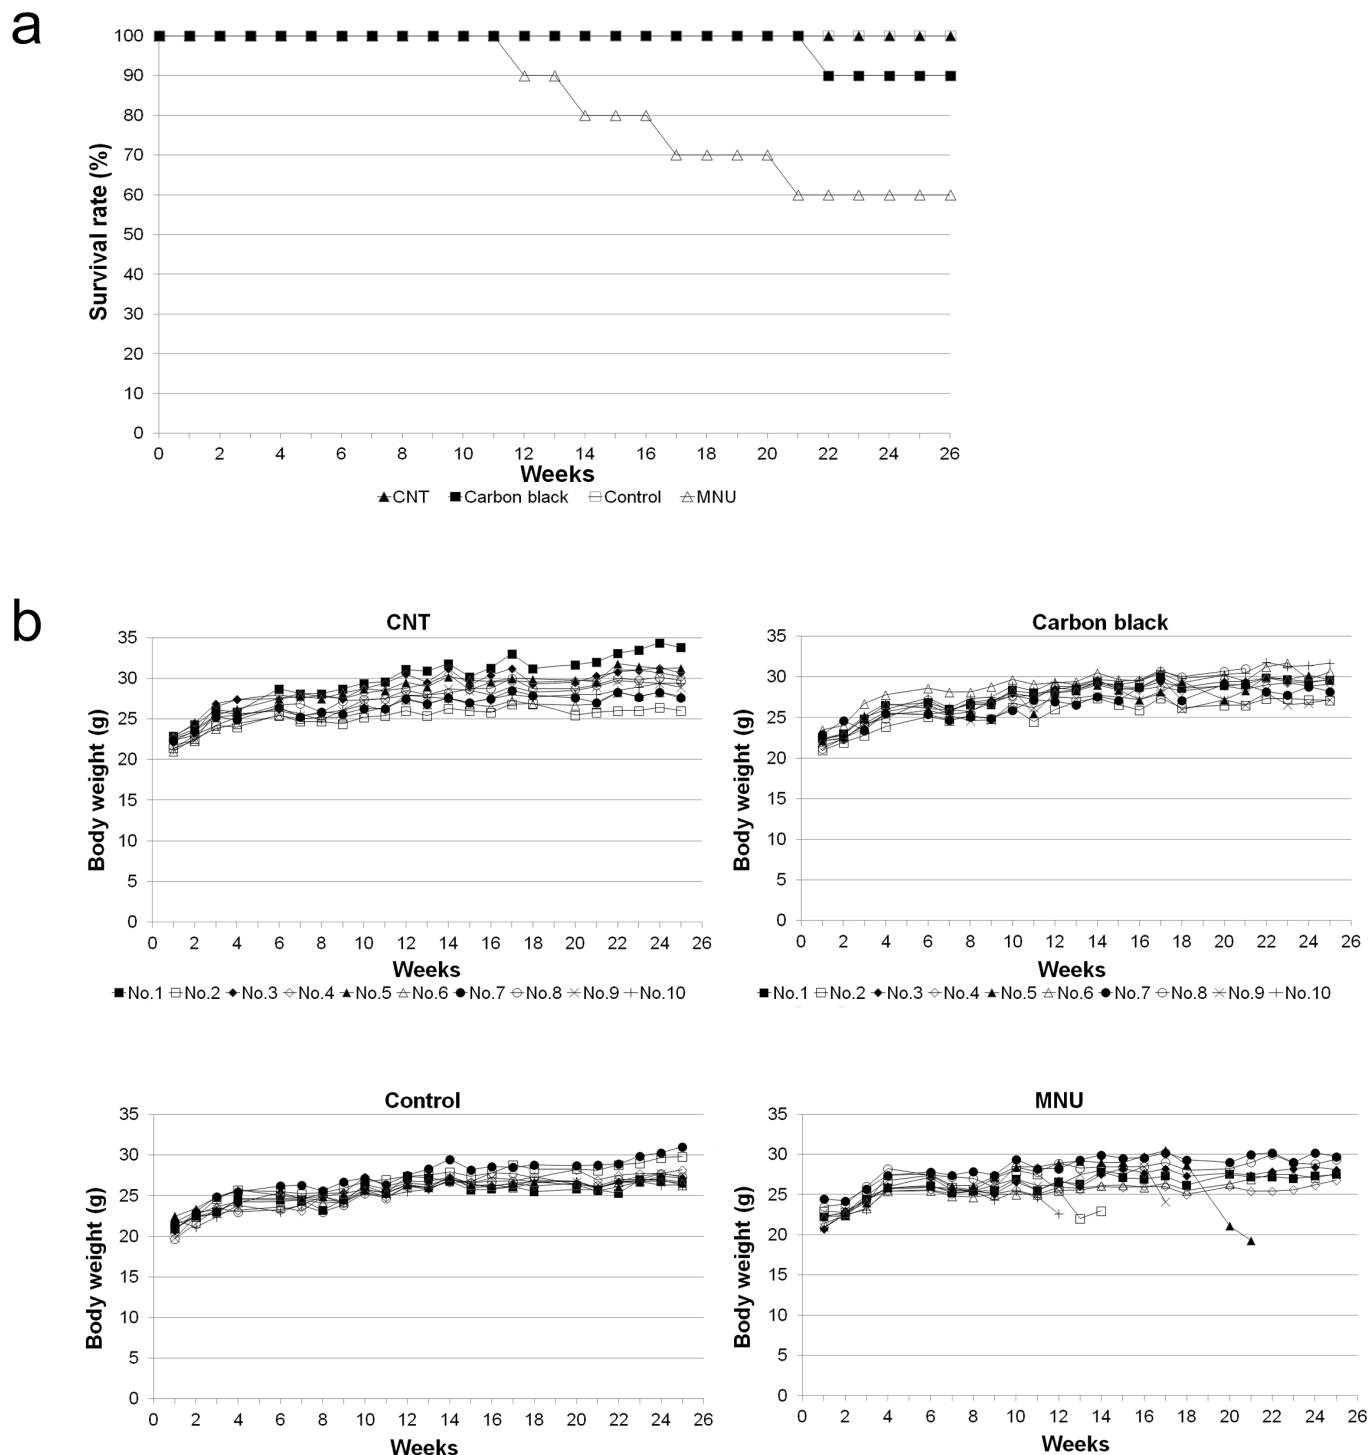 a
100
90
80
70
60
50
40
30
20
10
0
Survival rate (%)
0 2 4 6 8 10 12 14 16 18 20 22 24 26
Weeks
CNT Carbon black Control MNU
b
CNT
35
30
25
20
15
10
5
0
Body weight (g)
0 2 4 6 8 10 12 14 16 18 20 22 24 26
Weeks
No.1 No.2 No.3 No.4 No.5 No.6 No.7 No.8 No.9 No.10
Carbon black
35
30
25
20
15
10
5
0
Body weight (g)
0 2 4 6 8 10 12 14 16 18 20 22 24 26
Weeks
No.1 No.2 No.3 No.4 No.5 No.6 No.7 No.8 No.9 No.10
Control
35
30
25
20
15
10
5
0
Body weight (g)
0 2 4 6 8 10 12 14 16 18 20 22 24 26
Weeks
MNU
35
30
25
20
15
10
5
0
Body weight (g)
0 2 4 6 8 10 12 14 16 18 20 22 24 26
Weeks